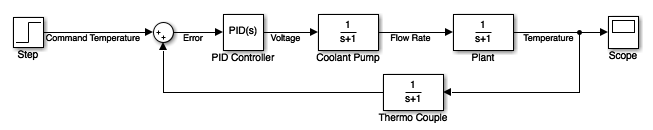 Step
Command Temperature
+
+
Error
PID(s)
PID Controller
Voltage
1
s+1
Coolant Pump
Flow Rate
1
s+1
Plant
Temperature
Scope
1
s+1
Thermo Couple